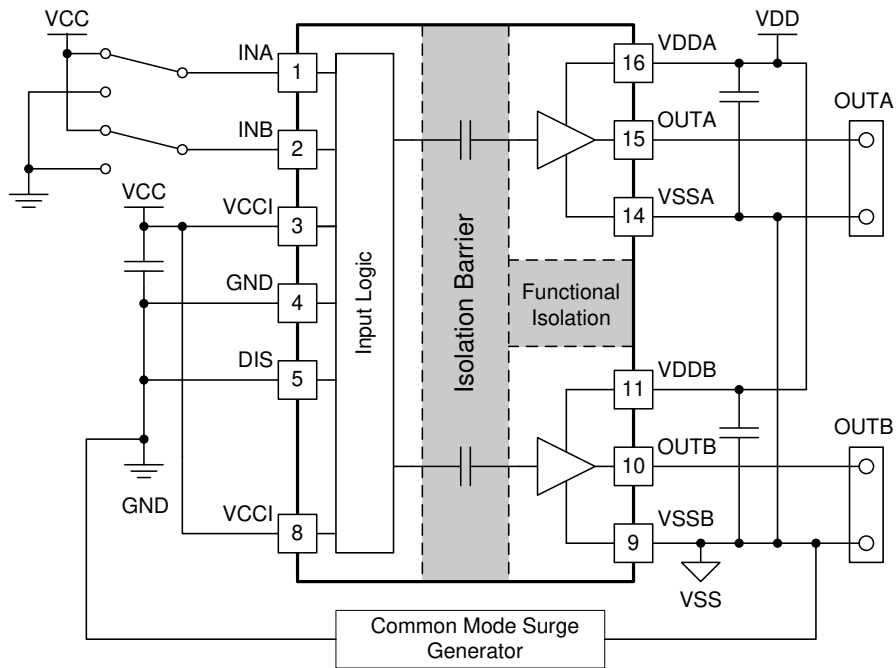 VCC
INA
1
INB
2
VCC
VCCI
3
GND
4
DIS
5
GND
VCCI
8
Input Logic
Isolation Barrier
Functional
Isolation
16
VDDA
VDD
15
OUTA
OUTA
14
VSSA
11
VDDB
10
OUTB
OUTB
9
VSSB
VSS
Common Mode Surge
Generator